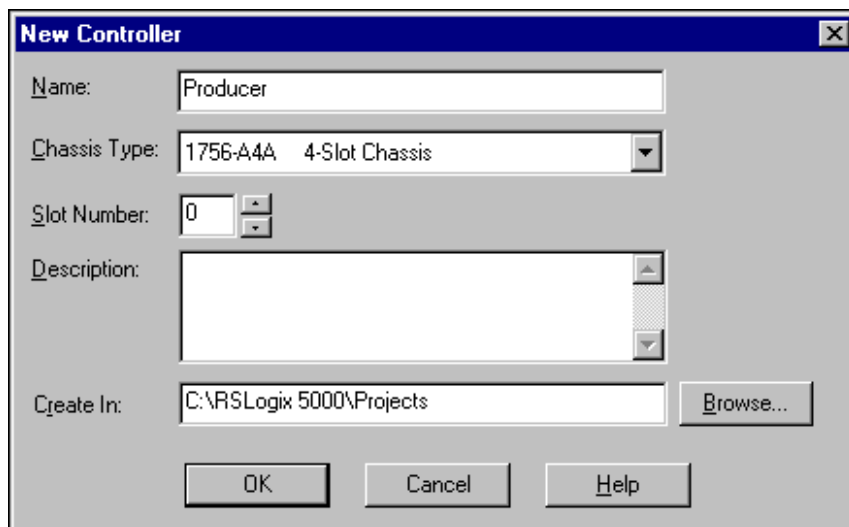 New Controller
Name: Producer
Chassis Type: 1756-A4A 4-Slot Chassis
Slot Number: 0
Description:
Create In: C:\RSLogix 5000\Projects Browse...
OK Cancel Help